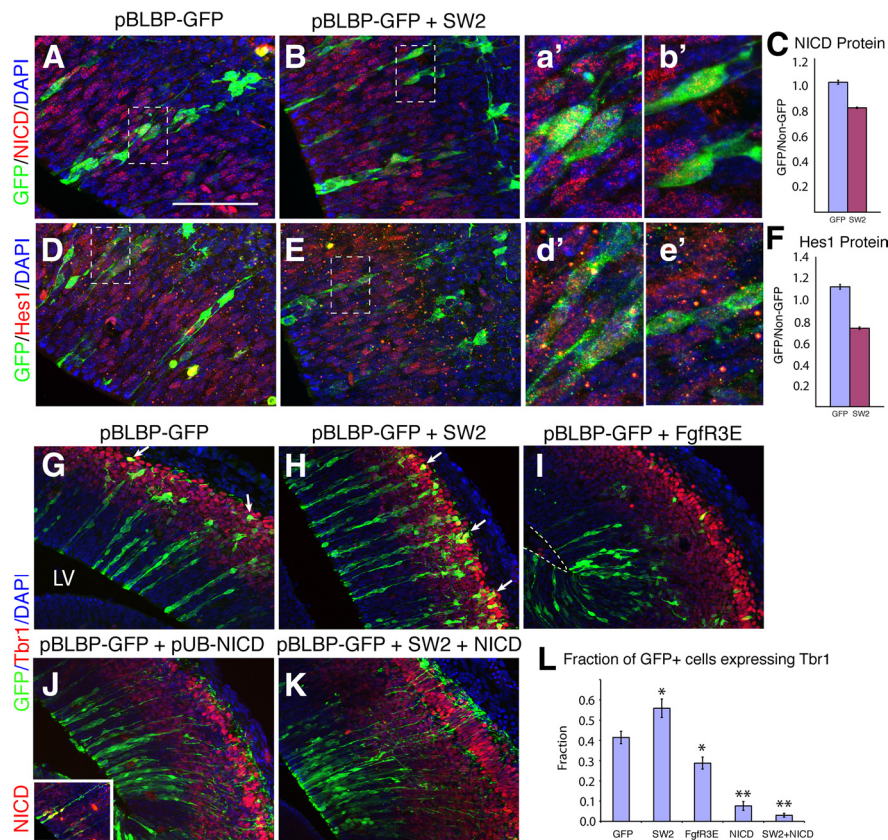 pBLBP-GFP
pBLBP-GFP + SW2
GFP/NICD/DAPI
A
B
a'
b'
C
NICD Protein
GFP/Non-GFP
1.2
1.0
0.8
0.6
0.4
0.2
GFP SW2
GFP/Hes1/DAPI
D
E
d'
e'
F
Hes1 Protein
GFP/Non-GFP
1.4
1.2
1.0
0.8
0.6
0.4
0.2
GFP SW2
pBLBP-GFP
pBLBP-GFP + SW2
pBLBP-GFP + FgfR3E
GFP/Tbr1/DAPI
G
LV
H
I
pBLBP-GFP + pUB-NICD
pBLBP-GFP + SW2 + NICD
J
NICD
K
L
Fraction of GFP+ cells expressing Tbr1
Fraction
0.6
0.5
0.4
0.3
0.2
0.1
0.0
*
*
**
**
GFP SW2 FgfR3E NICD SW2+NICD